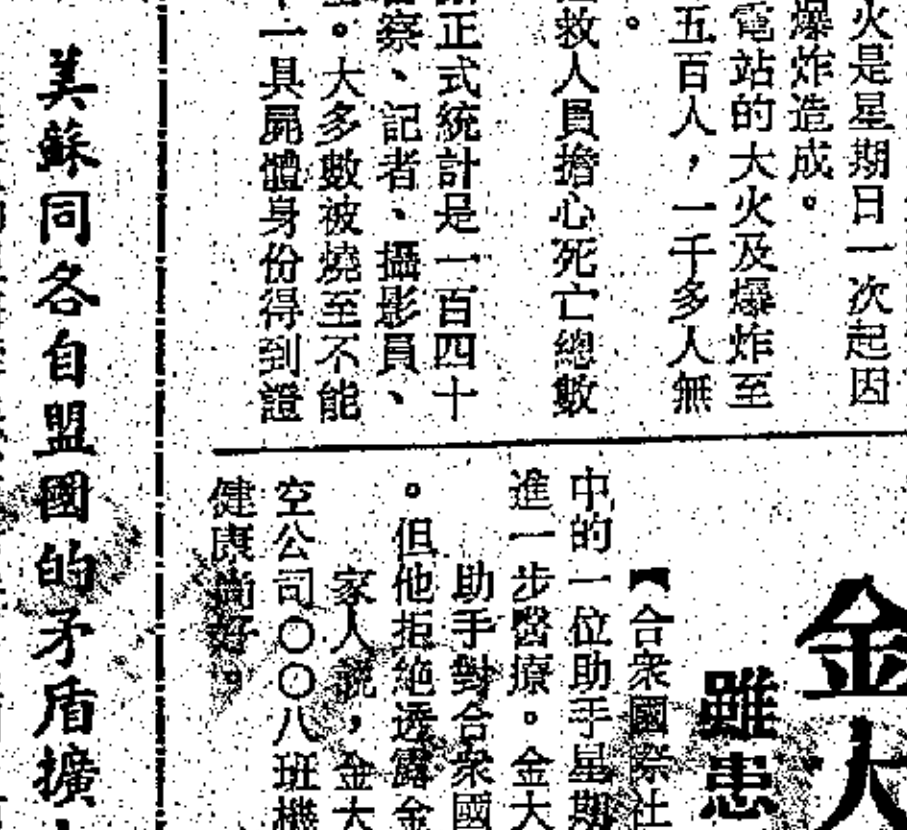 火是星期日一次起因
爆炸造成。
電站的大火及爆炸至
五百人，一千多人無
。
救人員擔心死亡總數
正式統計是一百四十
察、記者、攝影員、
。大多數被燒至不能
一具屍體身份得到證
金大
雖患
【合衆國際社
中的一位助手星期
進一步醫療。金大
助手對合衆國
。但他拒絶透露金
家人説，金大
空公司〇〇八班機
健康尚好。
美蘇同各自盟國的矛盾擴